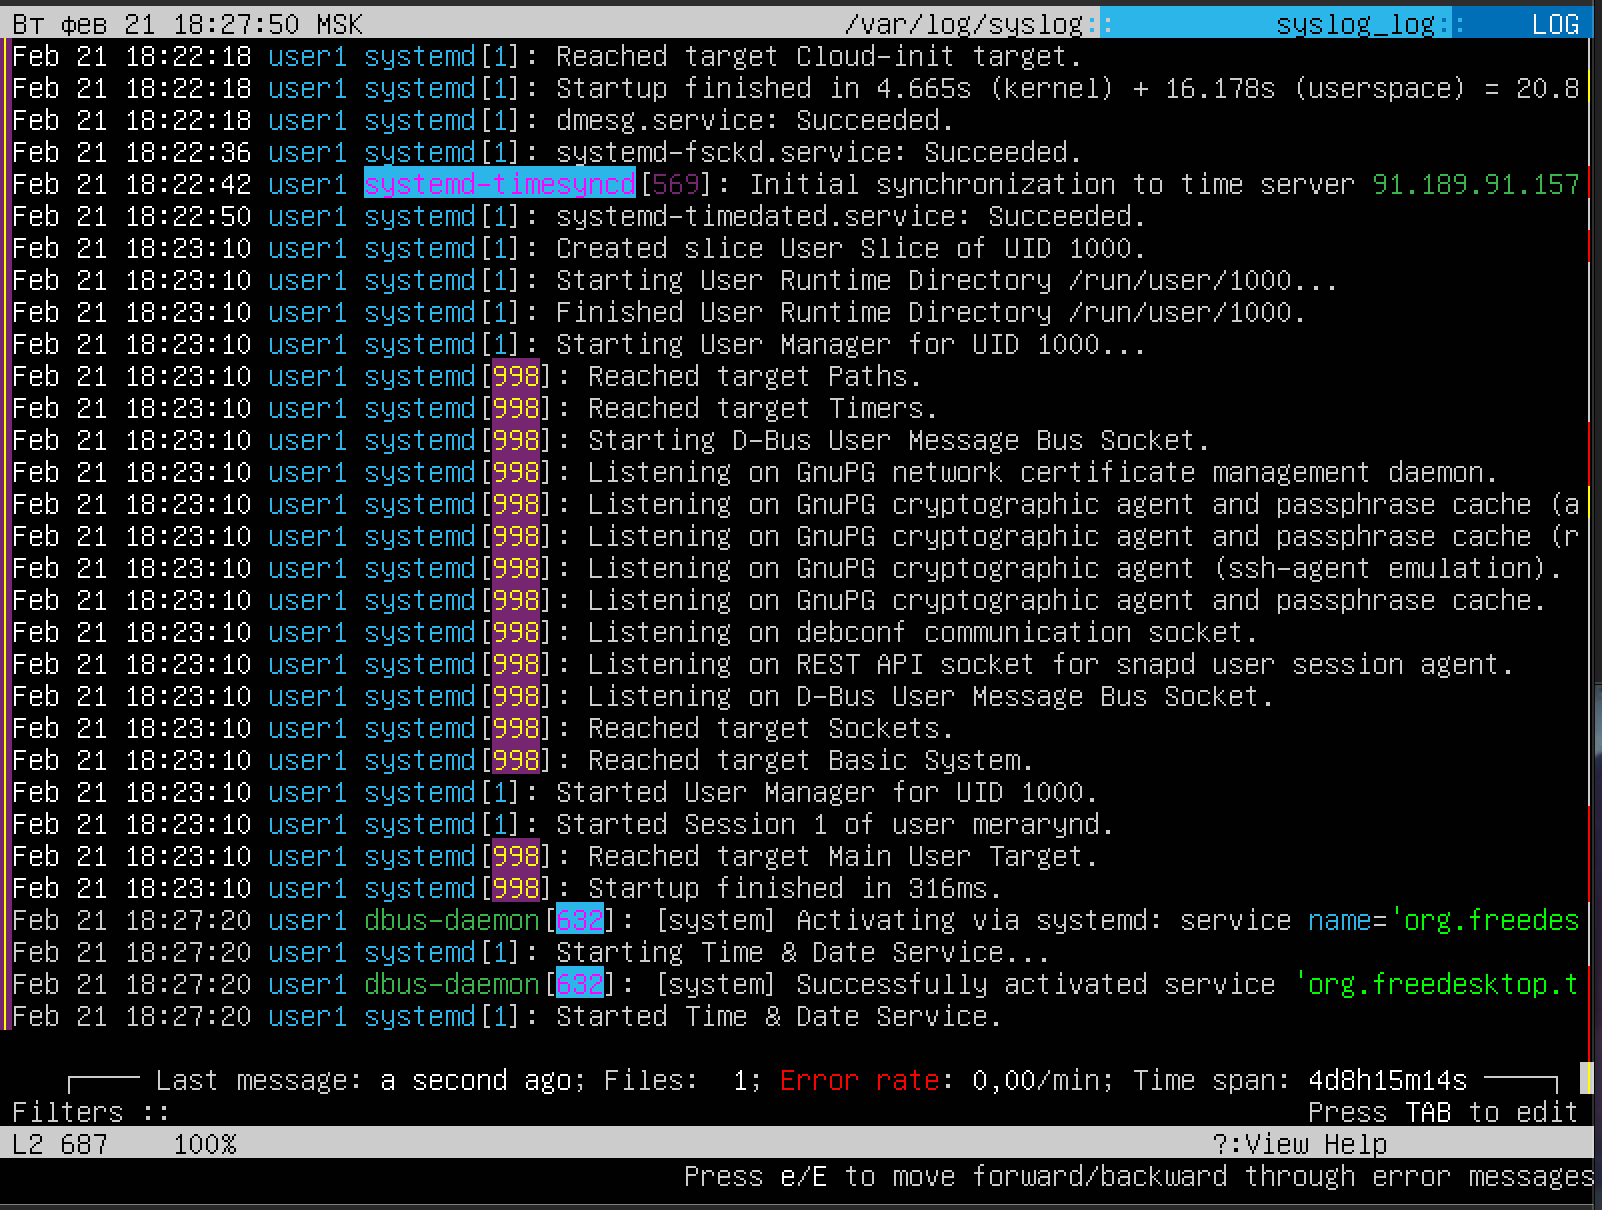 Вт фев 21 18:27:50 MSK /var/log/syslog:: syslog_log:: LOG
Feb 21 18:22:18 user1 systemd[1]: Reached target Cloud-init target.
Feb 21 18:22:18 user1 systemd[1]: Startup finished in 4.665s (kernel) + 16.178s (userspace) = 20.8
Feb 21 18:22:18 user1 systemd[1]: dmesg.service: Succeeded.
Feb 21 18:22:36 user1 systemd[1]: systemd-fsckd.service: Succeeded.
Feb 21 18:22:42 user1 systemd-timesyncd[569]: Initial synchronization to time server 91.189.91.157
Feb 21 18:22:50 user1 systemd[1]: systemd-timedated.service: Succeeded.
Feb 21 18:23:10 user1 systemd[1]: Created slice User Slice of UID 1000.
Feb 21 18:23:10 user1 systemd[1]: Starting User Runtime Directory /run/user/1000...
Feb 21 18:23:10 user1 systemd[1]: Finished User Runtime Directory /run/user/1000.
Feb 21 18:23:10 user1 systemd[1]: Starting User Manager for UID 1000...
Feb 21 18:23:10 user1 systemd[998]: Reached target Paths.
Feb 21 18:23:10 user1 systemd[998]: Reached target Timers.
Feb 21 18:23:10 user1 systemd[998]: Starting D-Bus User Message Bus Socket.
Feb 21 18:23:10 user1 systemd[998]: Listening on GnuPG network certificate management daemon.
Feb 21 18:23:10 user1 systemd[998]: Listening on GnuPG cryptographic agent and passphrase cache (a
Feb 21 18:23:10 user1 systemd[998]: Listening on GnuPG cryptographic agent and passphrase cache (r
Feb 21 18:23:10 user1 systemd[998]: Listening on GnuPG cryptographic agent (ssh-agent emulation).
Feb 21 18:23:10 user1 systemd[998]: Listening on GnuPG cryptographic agent and passphrase cache.
Feb 21 18:23:10 user1 systemd[998]: Listening on debconf communication socket.
Feb 21 18:23:10 user1 systemd[998]: Listening on REST API socket for snapd user session agent.
Feb 21 18:23:10 user1 systemd[998]: Listening on D-Bus User Message Bus Socket.
Feb 21 18:23:10 user1 systemd[998]: Reached target Sockets.
Feb 21 18:23:10 user1 systemd[998]: Reached target Basic System.
Feb 21 18:23:10 user1 systemd[1]: Started User Manager for UID 1000.
Feb 21 18:23:10 user1 systemd[1]: Started Session 1 of user merarynd.
Feb 21 18:23:10 user1 systemd[998]: Reached target Main User Target.
Feb 21 18:23:10 user1 systemd[998]: Startup finished in 316ms.
Feb 21 18:27:20 user1 dbus-daemon[632]: [system] Activating via systemd: service name='org.freedes
Feb 21 18:27:20 user1 systemd[1]: Starting Time & Date Service...
Feb 21 18:27:20 user1 dbus-daemon[632]: [system] Successfully activated service 'org.freedesktop.t
Feb 21 18:27:20 user1 systemd[1]: Started Time & Date Service.
Last message: a second ago; Files: 1; Error rate: 0,00/min; Time span: 4d8h15m14s
Filters :: Press TAB to edit
L2 687 100% ?:View Help
Press e/E to move forward/backward through error messages